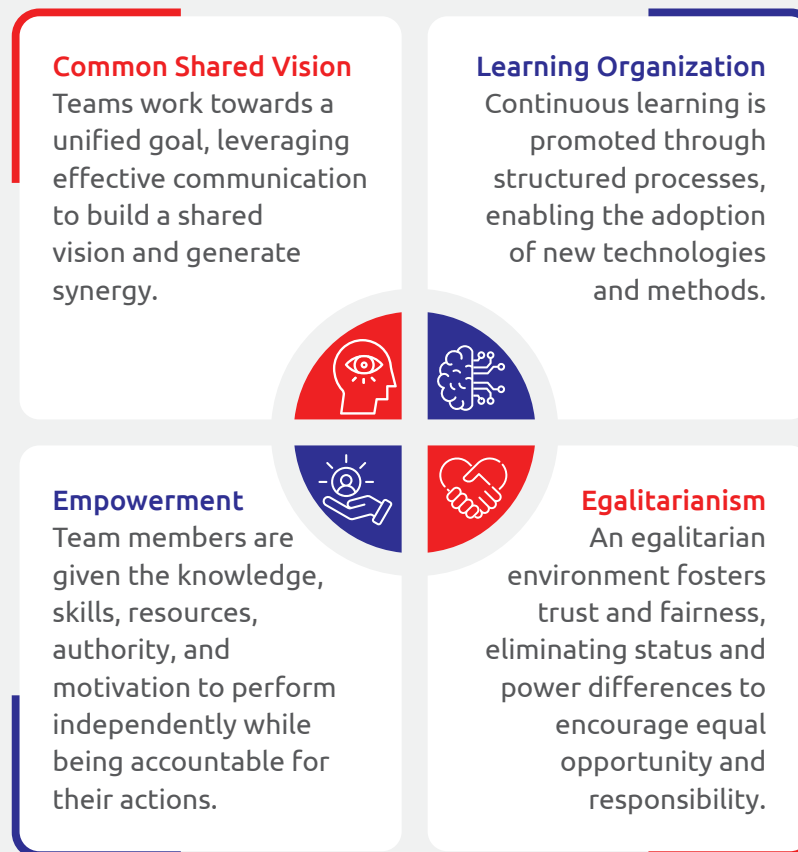 Common Shared Vision
Teams work towards a
unified goal, leveraging
effective communication
to build a shared
vision and generate
synergy.
Learning Organization
Continuous learning is
promoted through
structured processes,
enabling the adoption
of new technologies
and methods.
Empowerment
Team members are
given the knowledge,
skills, resources,
authority, and
motivation to perform
independently while
being accountable for
their actions.
Egalitarianism
An egalitarian
environment fosters
trust and fairness,
eliminating status and
power differences to
encourage equal
opportunity and
responsibility.